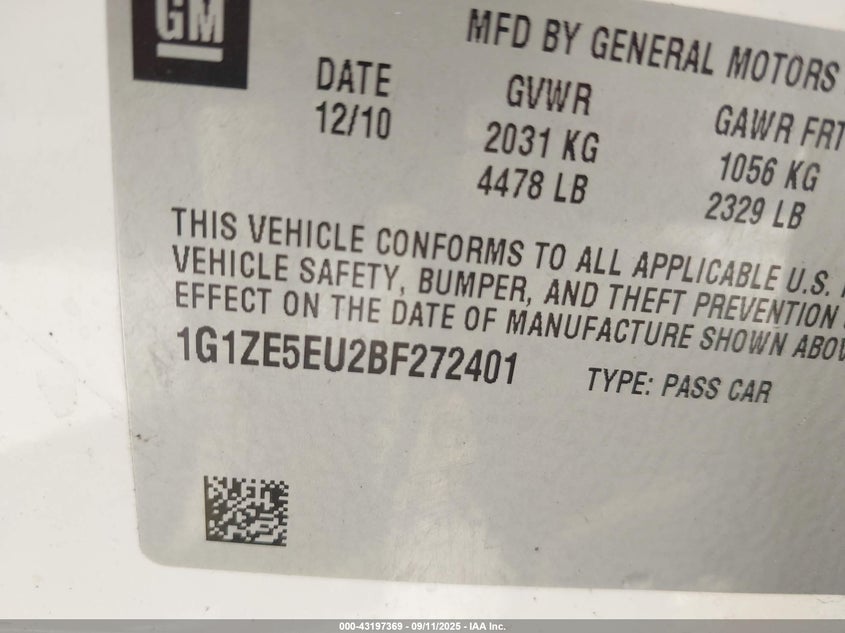 GM
MFD BY GENERAL MOTORS
DATE
12/10
GVWR
2031 KG
4478 LB
GAWR FRT
1056 KG
2329 LB
THIS VEHICLE CONFORMS TO ALL APPLICABLE U.S.
VEHICLE SAFETY, BUMPER, AND THEFT PREVENTION
EFFECT ON THE DATE OF MANUFACTURE SHOWN ABOV
1G1ZE5EU2BF272401
TYPE: PASS CAR
000-43197369 - 09/11/2025 - IAA Inc.